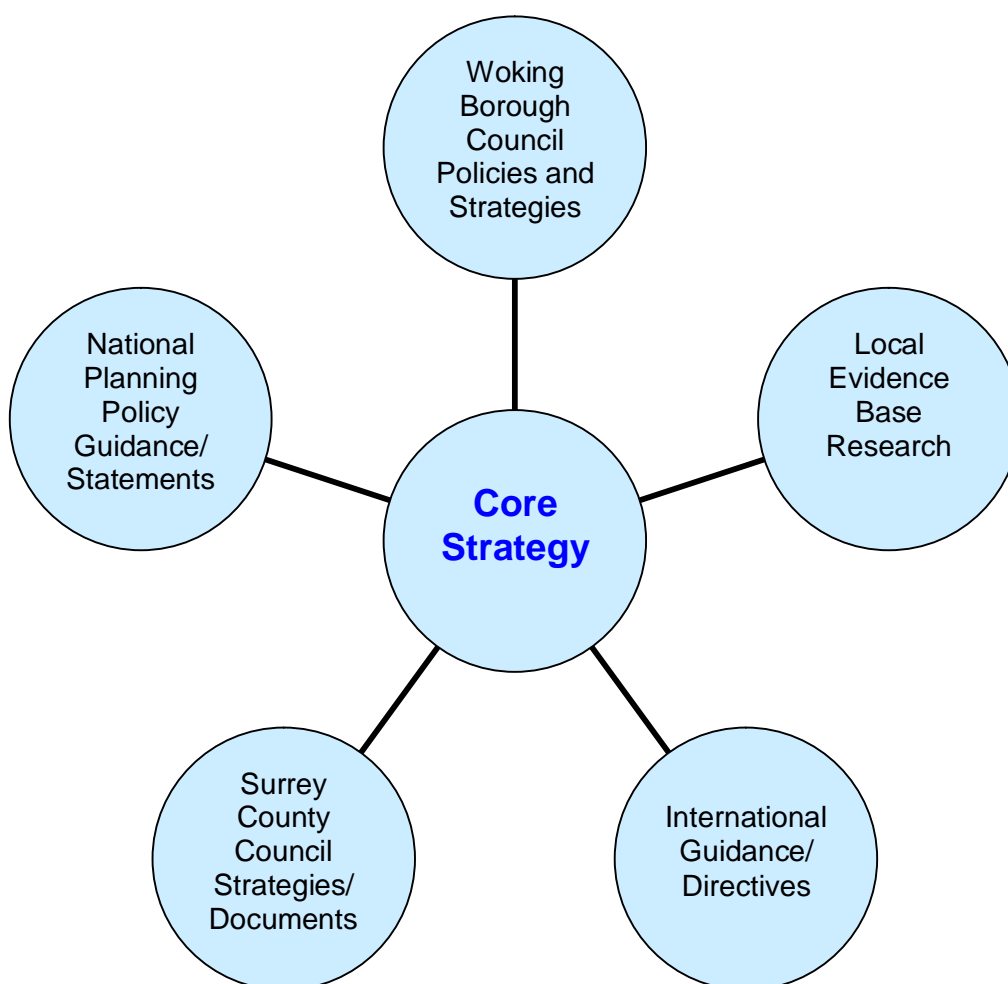 Woking
Borough
Council
Policies and
Strategies
National
Planning
Policy
Guidance/
Statements
Local
Evidence
Base
Research
Core
Strategy
Surrey
County
Council
Strategies/
Documents
International
Guidance/
Directives